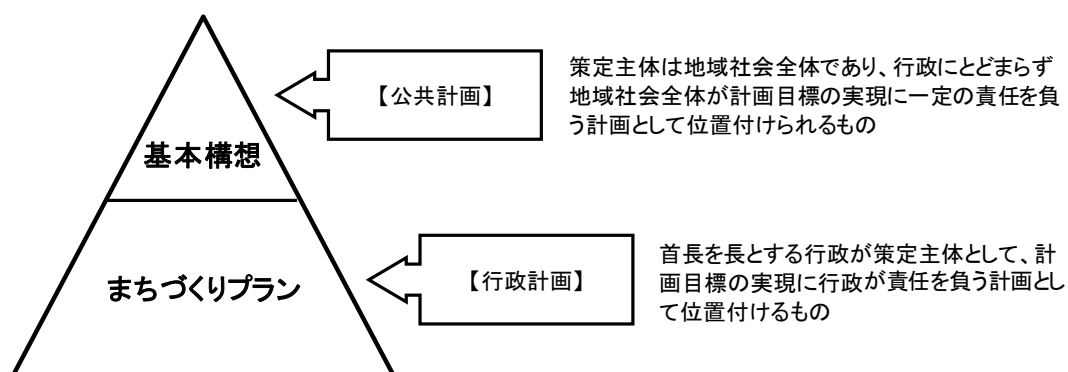 【公共計画】
策定主体は地域社会全体であり、行政にとどまらず
地域社会全体が計画目標の実現に一定の責任を負
う計画として位置付けられるもの
基本構想
【行政計画】
首長を長とする行政が策定主体として、計
画目標の実現に行政が責任を負う計画とし
て位置付けるもの
まちづくりプラン